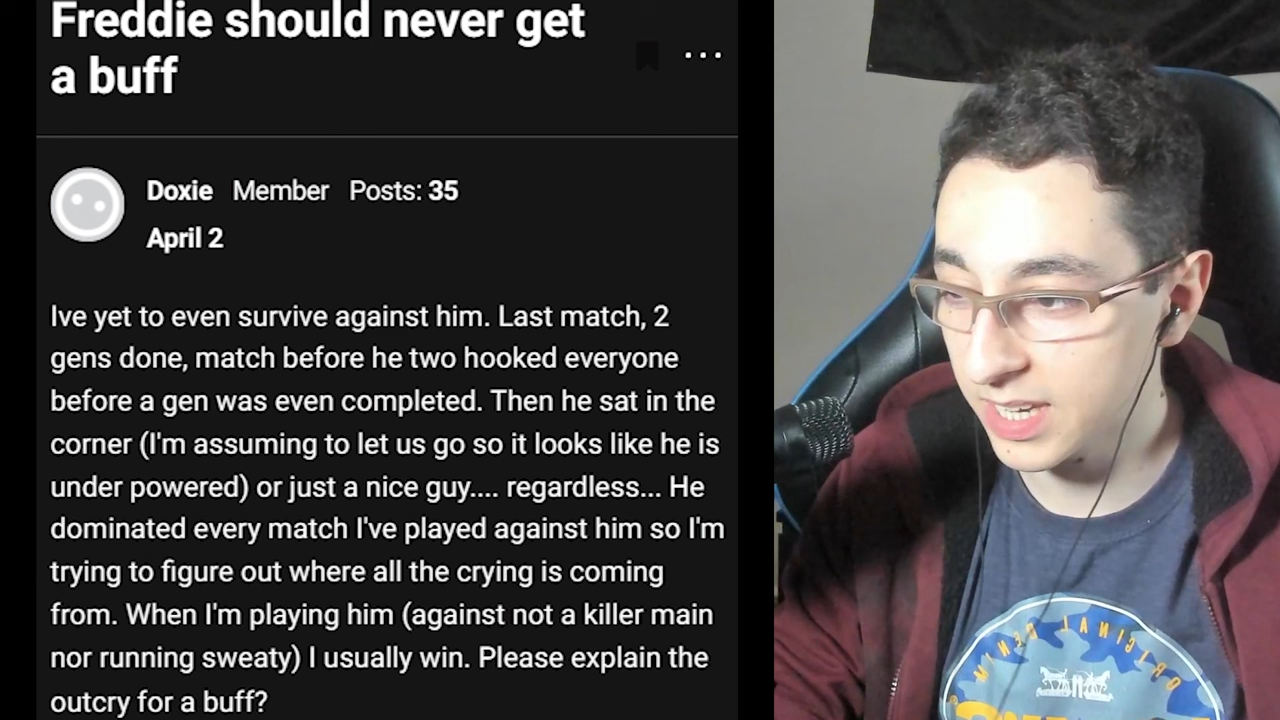 Freddie should never get
a buff
Doxie Member Posts: 35
April 2
Ive yet to even survive against him. Last match, 2
gens done, match before he two hooked everyone
before a gen was even completed. Then he sat in the
corner (I'm assuming to let us go so it looks like he is
under powered) or just a nice guy.... regardless... He
dominated every match I've played against him so I'm
trying to figure out where all the crying is coming
from. When I'm playing him (against not a killer main
nor running sweaty) I usually win. Please explain the
outcry for a buff?
ORIGINAL DENIM